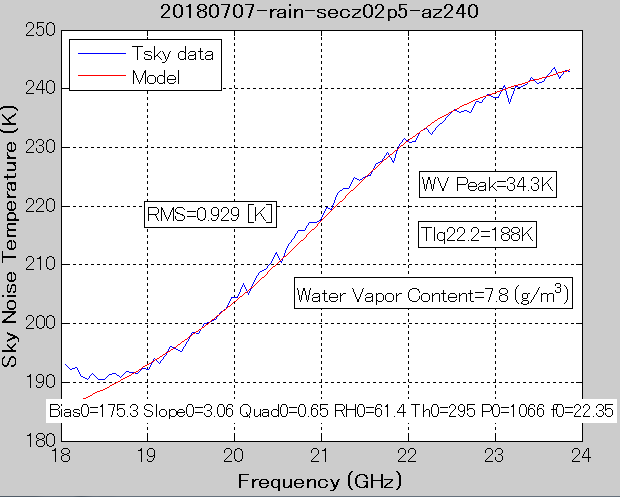 20180707-rain-secz02p5-az240
Tsky data
Model
WV Peak=34.3K
RMS=0.929 [K]
Tlq22.2=188K
Water Vapor Content=7.8 (g/m³)
Bias0=175.3 Slope0=3.06 Quad0=0.65 RH0=61.4 Th0=295 P0=1066 f0=22.35
Sky Noise Temperature (K)
250
240
230
220
210
200
190
180
18 19 20 21 22 23 24
Frequency (GHz)